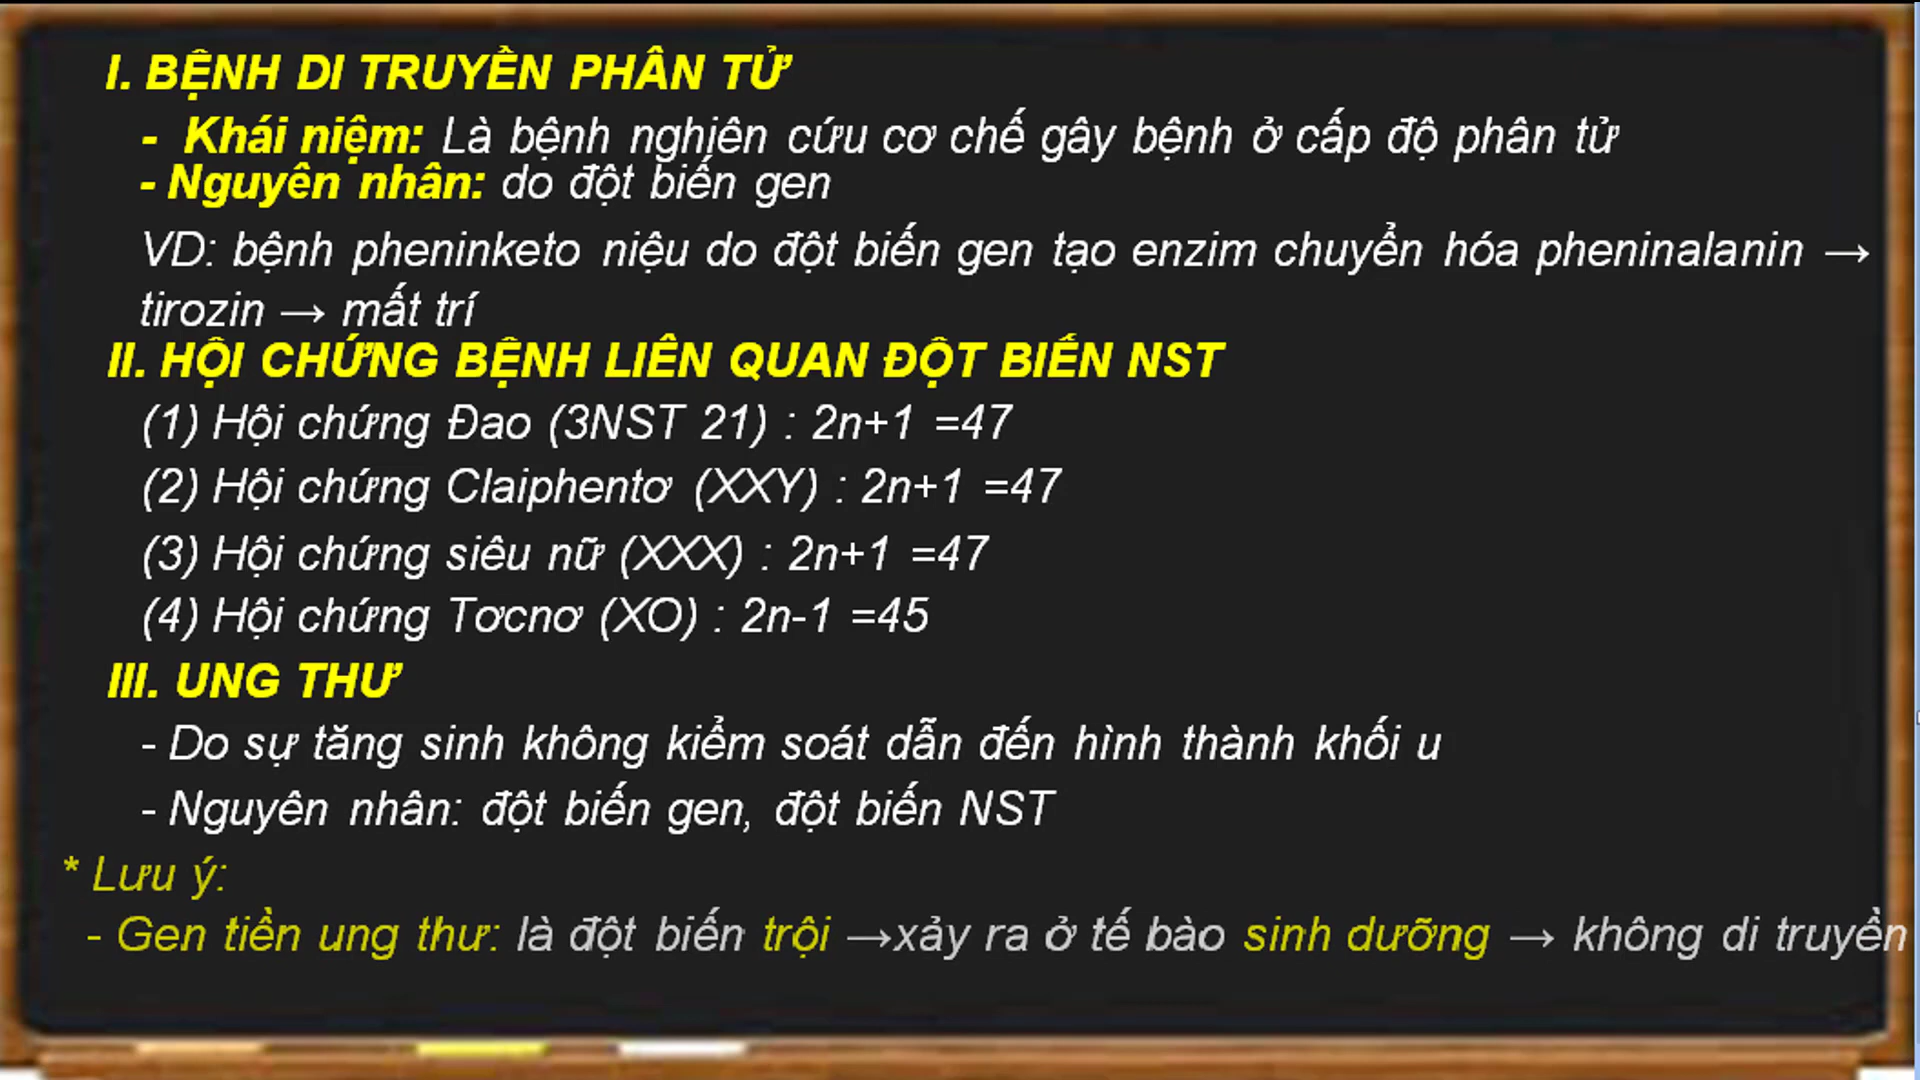 I. BỆNH DI TRUYỀN PHÂN TỬ
- Khái niệm: Là bệnh nghiên cứu cơ chế gây bệnh ở cấp độ phân tử
- Nguyên nhân: do đột biến gen
VD: bệnh pheninketo niệu do đột biến gen tạo enzim chuyển hóa pheninalanin →
tirozin → mất trí
II. HỘI CHỨNG BỆNH LIÊN QUAN ĐỘT BIẾN NST
(1) Hội chứng Đao (3NST 21) : 2n+1 =47
(2) Hội chứng Claiphentơ (XXY) : 2n+1 =47
(3) Hội chứng siêu nữ (XXX) : 2n+1 =47
(4) Hội chứng Tơcnơ (XO) : 2n-1 =45
III. UNG THƯ
- Do sự tăng sinh không kiểm soát dẫn đến hình thành khối u
- Nguyên nhân: đột biến gen, đột biến NST
* Lưu ý:
- Gen tiền ung thư: là đột biến trội →xảy ra ở tế bào sinh dưỡng → không di truyền